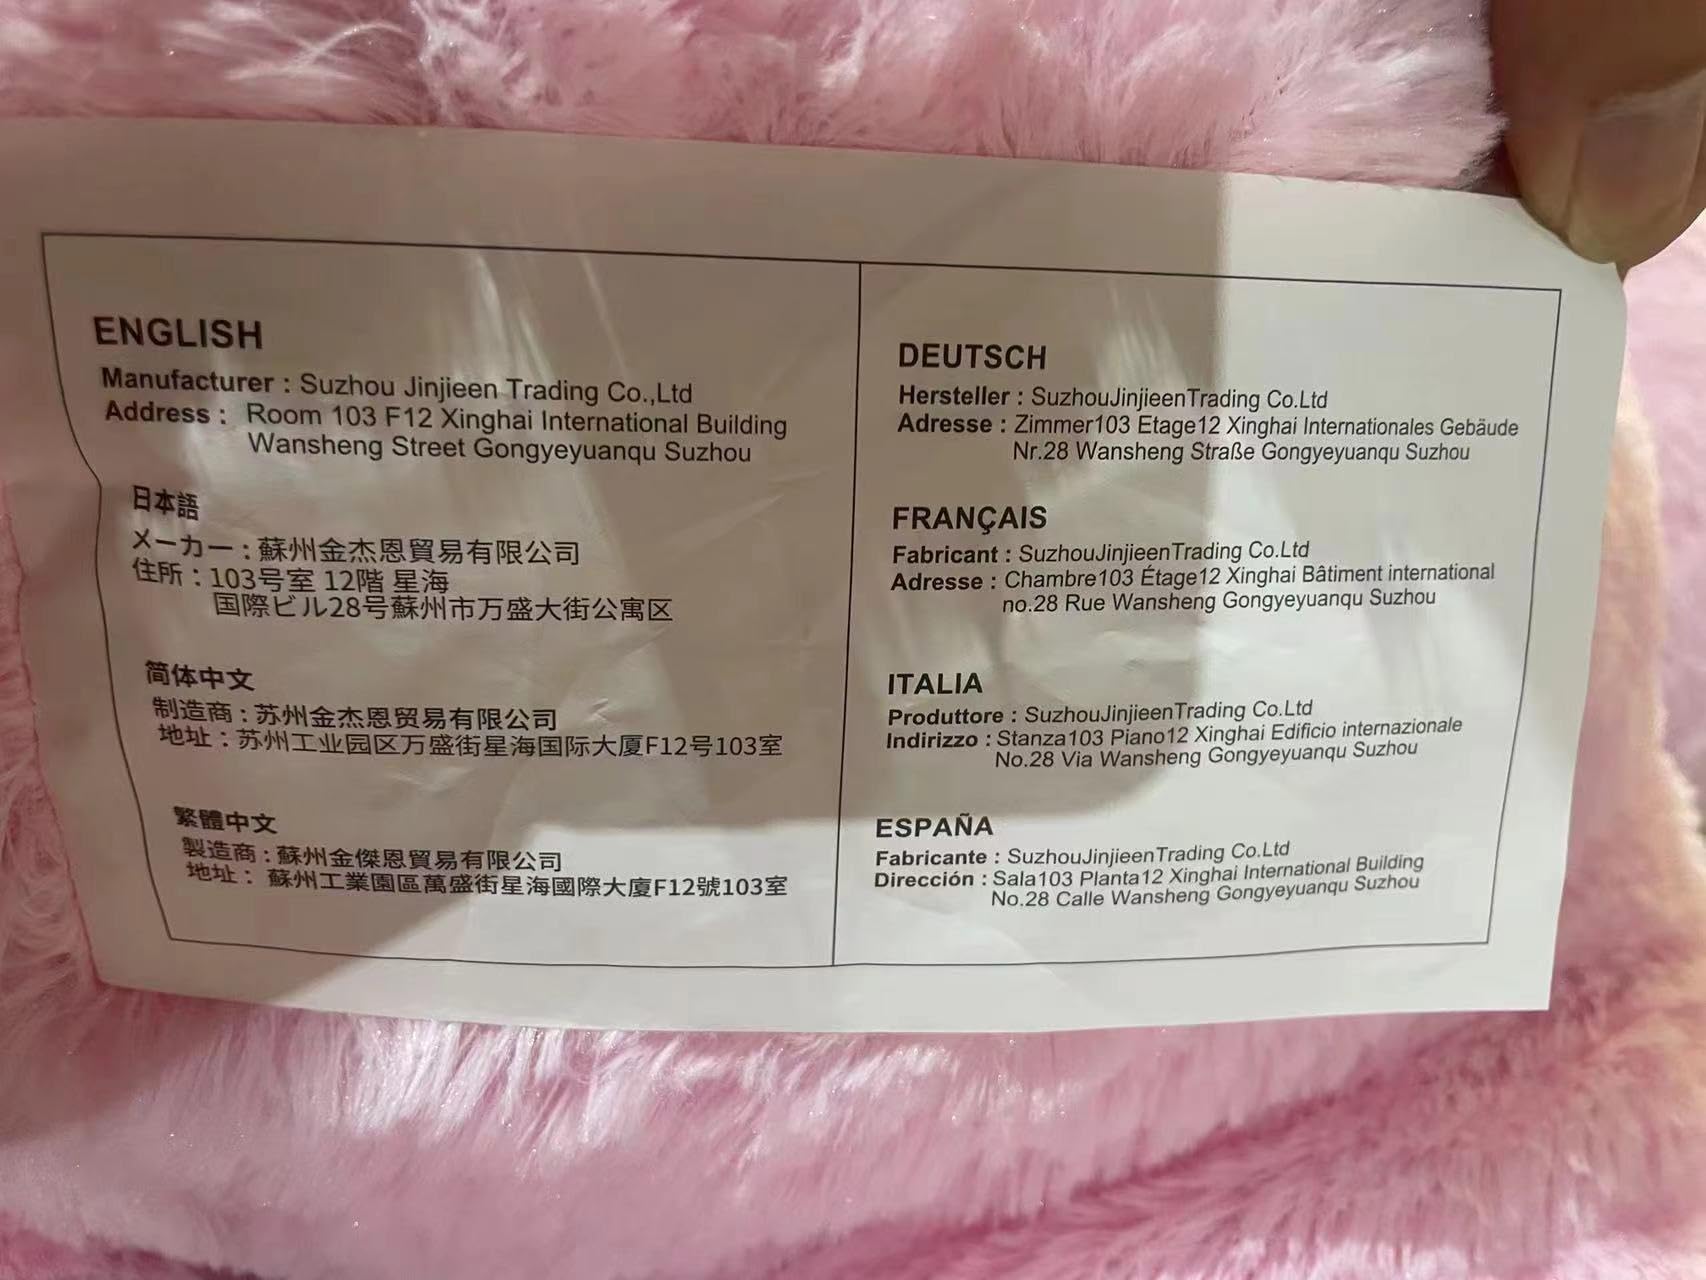 ENGLISH
Manufacturer : Suzhou Jinjieen Trading Co.,Ltd
Address : Room 103 F12 Xinghai International Building
Wansheng Street Gongyeyuanqu Suzhou
日本語
メーカー : 蘇州金杰恩貿易有限公司
住所 : 103号室 12階 星海
国際ビル28号蘇州市万盛大街公寓区
简体中文
制造商 : 苏州金杰恩贸易有限公司
地址 : 苏州工业园区万盛街星海国际大厦F12号103室
繁體中文
製造商 : 蘇州金傑恩貿易有限公司
地址 : 蘇州工業園區萬盛街星海國際大廈F12號103室
DEUTSCH
Hersteller : SuzhouJinjieenTrading Co.Ltd
Adresse : Zimmer103 Etage12 Xinghai Internationales Gebäude
Nr.28 Wansheng Straße Gongyeyuanqu Suzhou
FRANÇAIS
Fabricant : SuzhouJinjieenTrading Co.Ltd
Adresse : Chambre103 Étage12 Xinghai Bâtiment international
no.28 Rue Wansheng Gongyeyuanqu Suzhou
ITALIA
Produttore : SuzhouJinjieenTrading Co.Ltd
Indirizzo : Stanza103 Piano12 Xinghai Edificio internazionale
No.28 Via Wansheng Gongyeyuanqu Suzhou
ESPAÑA
Fabricante : SuzhouJinjieenTrading Co.Ltd
Dirección : Sala103 Planta12 Xinghai International Building
No.28 Calle Wansheng Gongyeyuanqu Suzhou